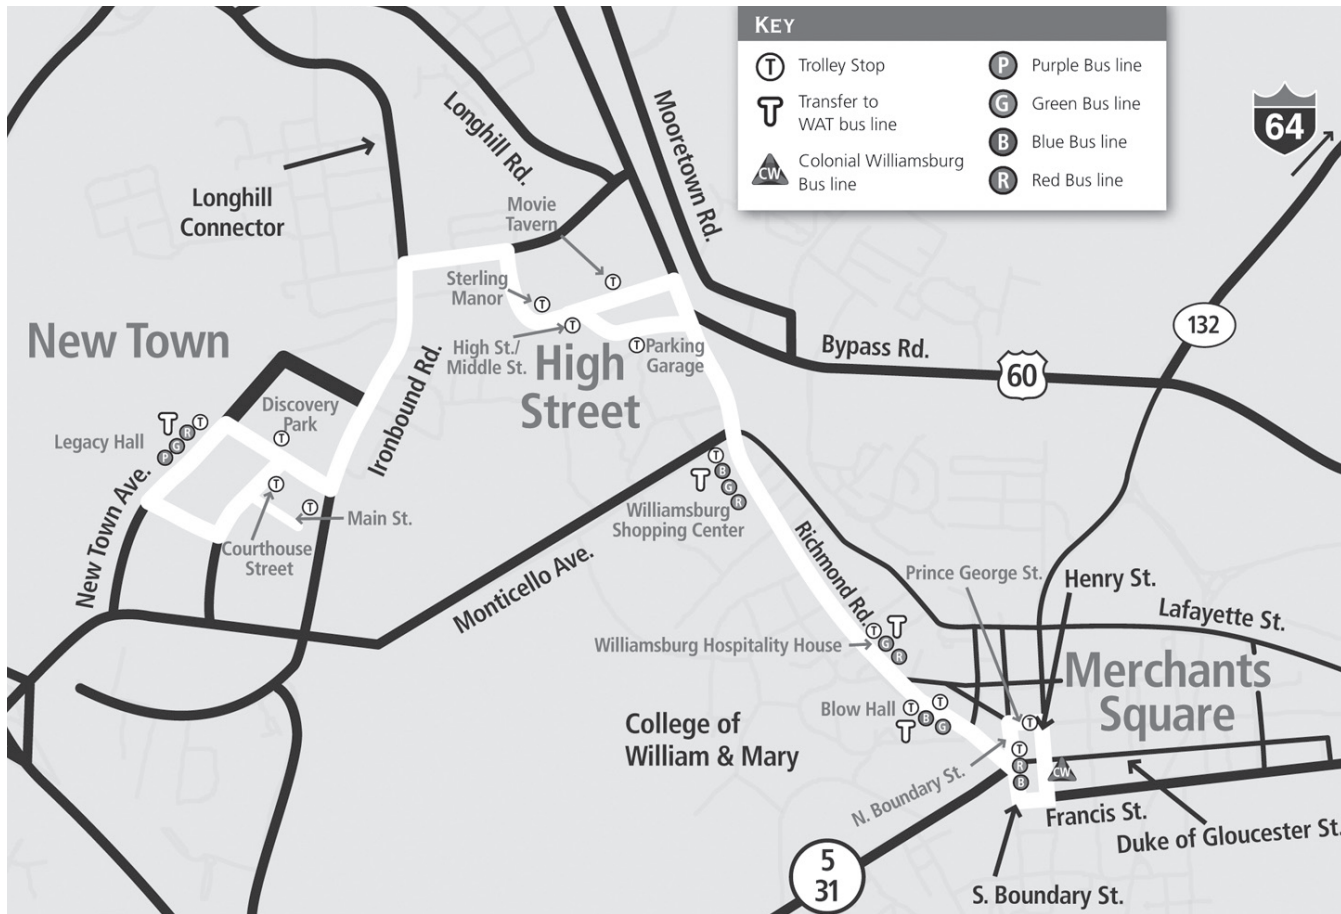 KEY
T Trolley Stop
T Transfer to
WAT bus line
CW Colonial Williamsburg
Bus line
P Purple Bus line
G Green Bus line
B Blue Bus line
R Red Bus line
64
Longhill Rd.
Mooretown Rd.
Longhill
Connector
Movie
Tavern
T
Sterling
Manor
T
132
New Town
High St./
Middle St.
T
High
Street
T Parking
Garage
Bypass Rd.
60
Ironbound Rd.
Discovery
Park
T
Legacy Hall
T
T
R
G
P
New Town Ave.
T
T
Main St.
Courthouse
Street
T
T
B
G
R
Williamsburg
Shopping Center
Monticello Ave.
Richmond Rd.
Prince George St.
Henry St.
Lafayette St.
Williamsburg Hospitality House
T
T
G
R
Merchants
Square
Blow Hall
T
T
T
B
G
College of
William & Mary
N. Boundary St.
T
T
R
B
CW
Francis St.
Duke of Gloucester St.
5
31
S. Boundary St.